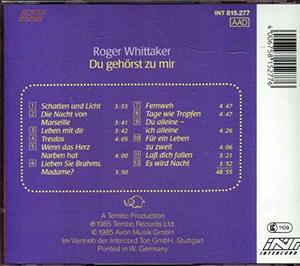 INT 815.277
AAD
Roger Whittaker
Du gehörst zu mir
1 Schatten und Licht 3:53
2 Die Nacht von
Marseille 3:41
3 Leben mit dir 3:42
4 Treulos 4:05
5 Wenn das Herz
Narben hat 4:00
6 Lieben Sie Brahms,
Madame? 3:50
7 Fernweh 4:47
8 Tage wie Tropfen 4:47
9 Du alleine –
ich alleine 4:26
10 Für ein Leben
zu zweit 4:06
11 Laß dich fallen 3:21
12 Es wird Nacht 3:52
48:55
A Tembo Production
℗ 1985 Tembo Records Ltd.
© 1985 Avon Musik GmbH
Im Vertrieb der Intercord Ton GmbH, Stuttgart
Printed in W. Germany
INTERCORD